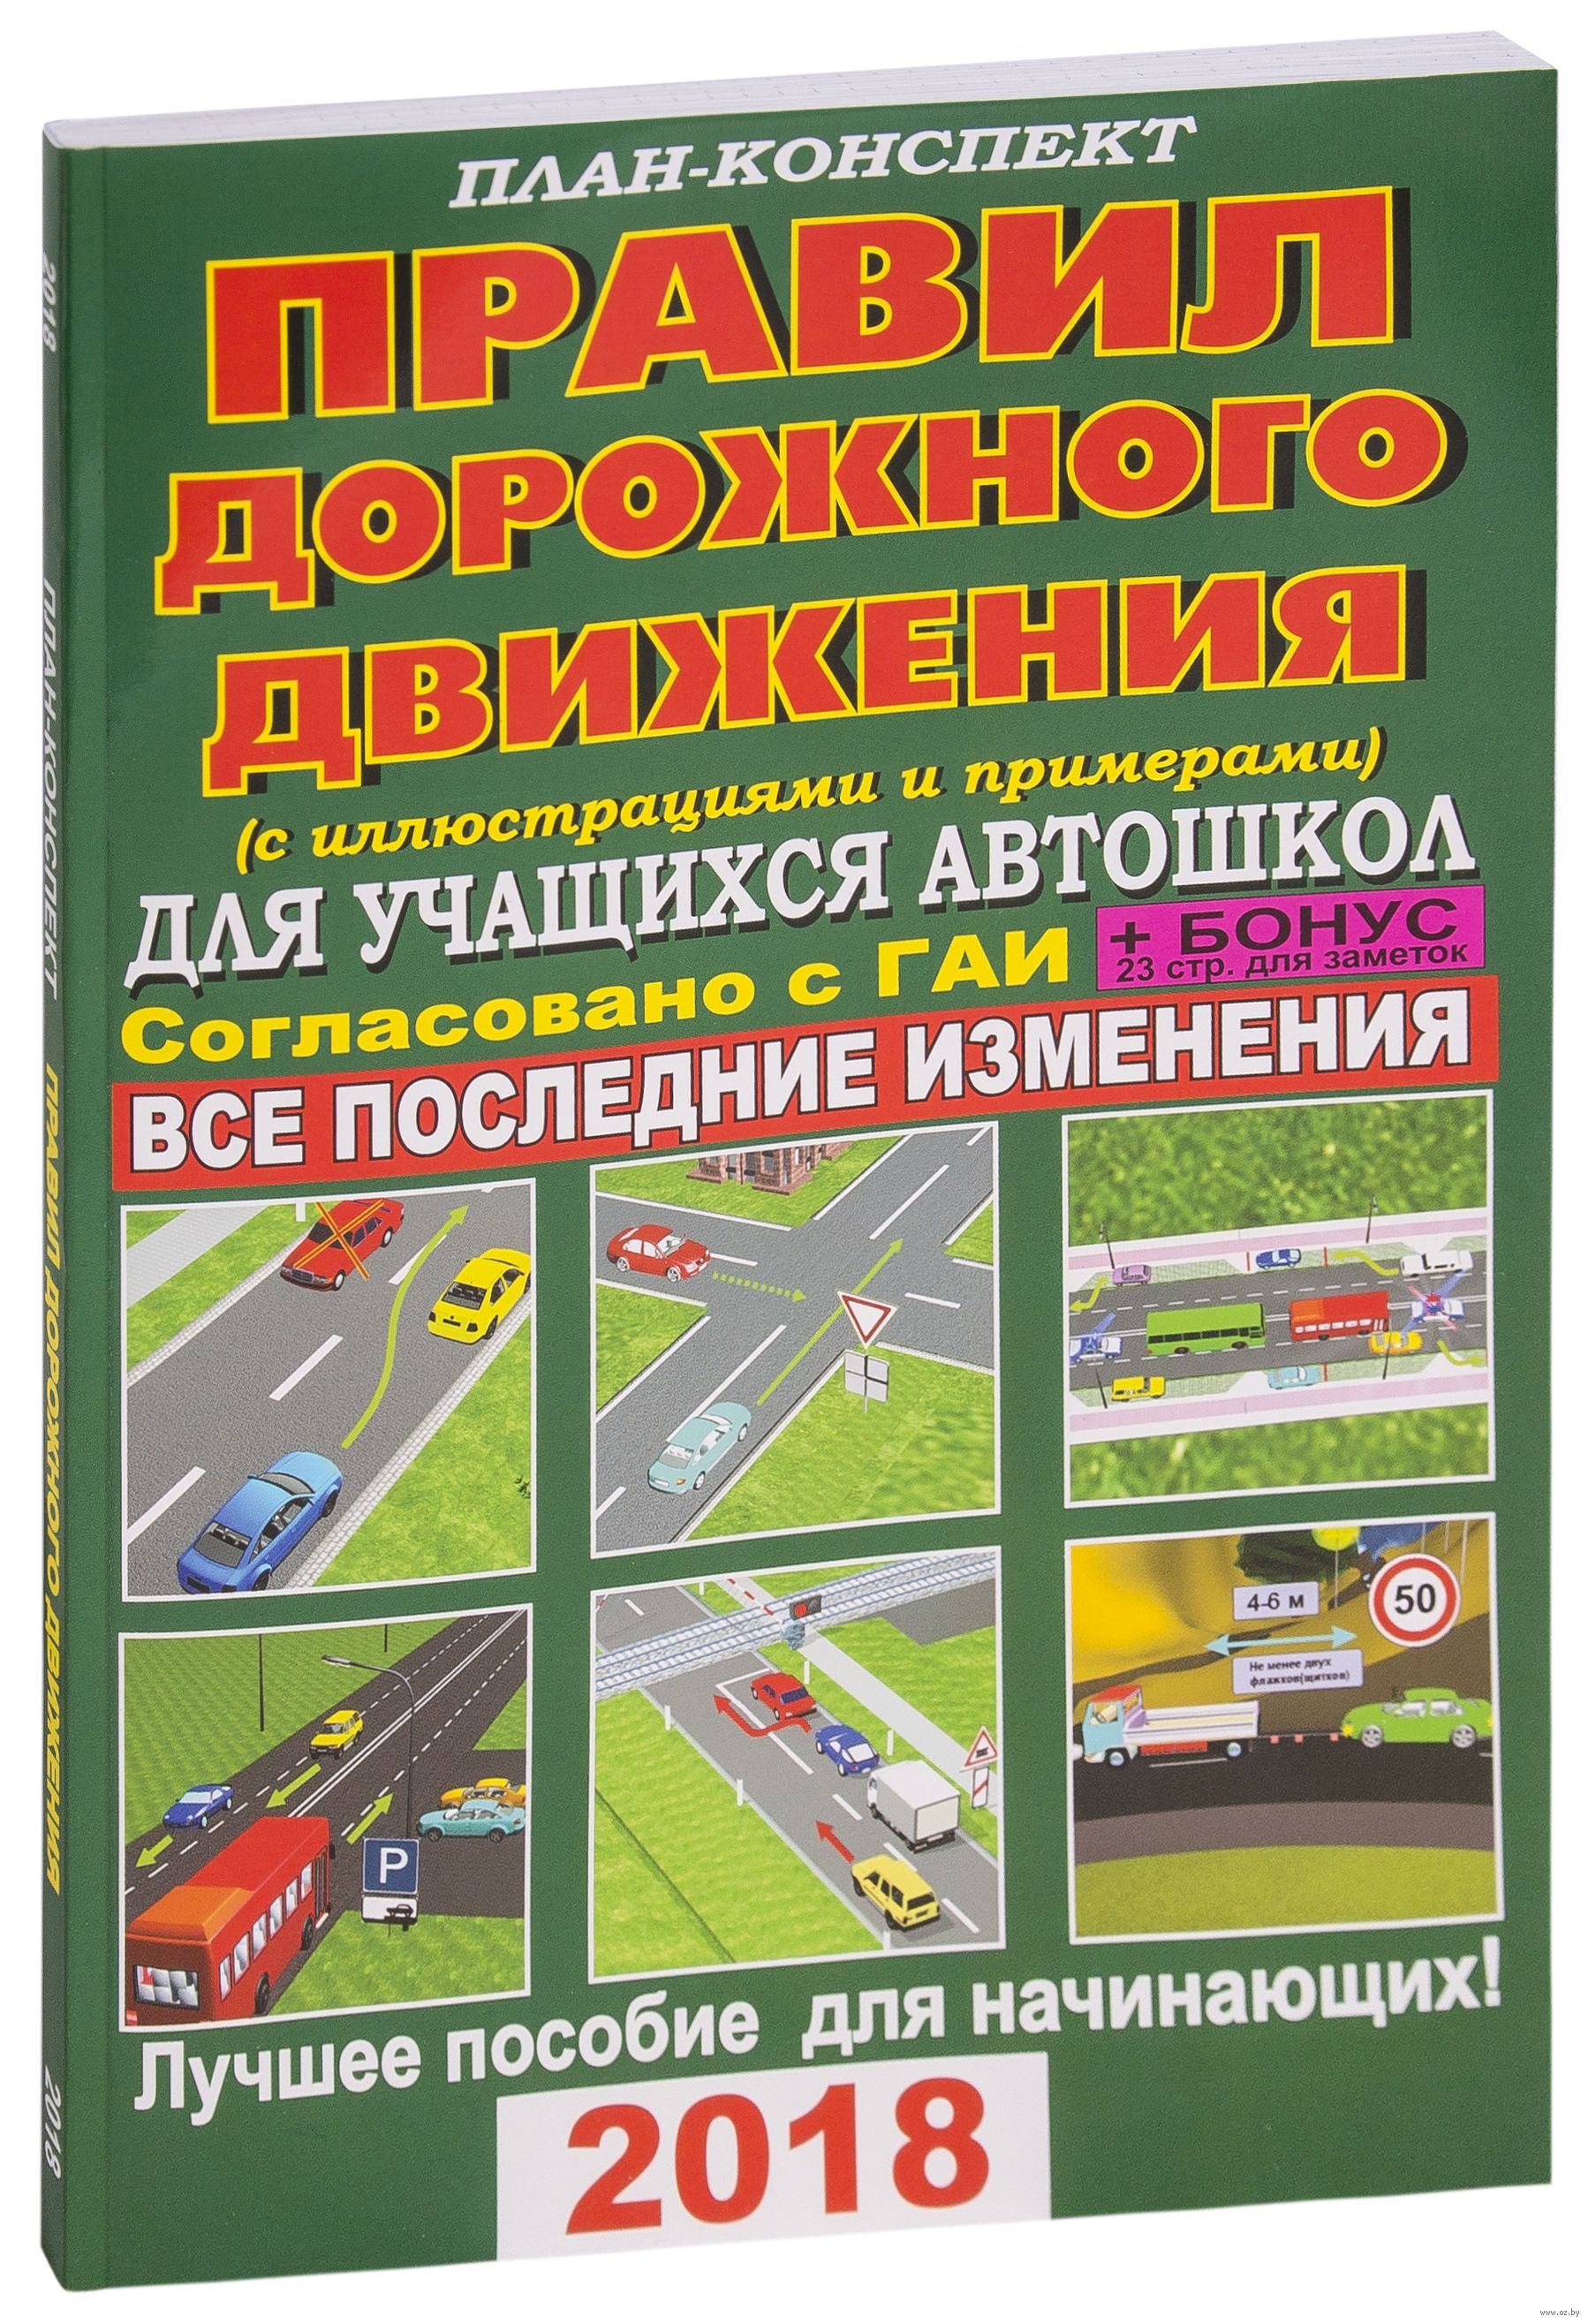 ПЛАН-КОНСПЕКТ
ПРАВИЛ
ДОРОЖНОГО
ДВИЖЕНИЯ
(с иллюстрациями и примерами)
ДЛЯ УЧАЩИХСЯ АВТОШКОЛ
Согласовано с ГАИ
+ БОНУС
23 стр. для заметок
ВСЕ ПОСЛЕДНИЕ ИЗМЕНЕНИЯ
4-6 м
50
Не менее двух
флажков(щитков)
P
Лучшее пособие для начинающих!
2018
2018 ПЛАН-КОНСПЕКТ ПРАВИЛ ДОРОЖНОГО ДВИЖЕНИЯ 2018
www.oz.by